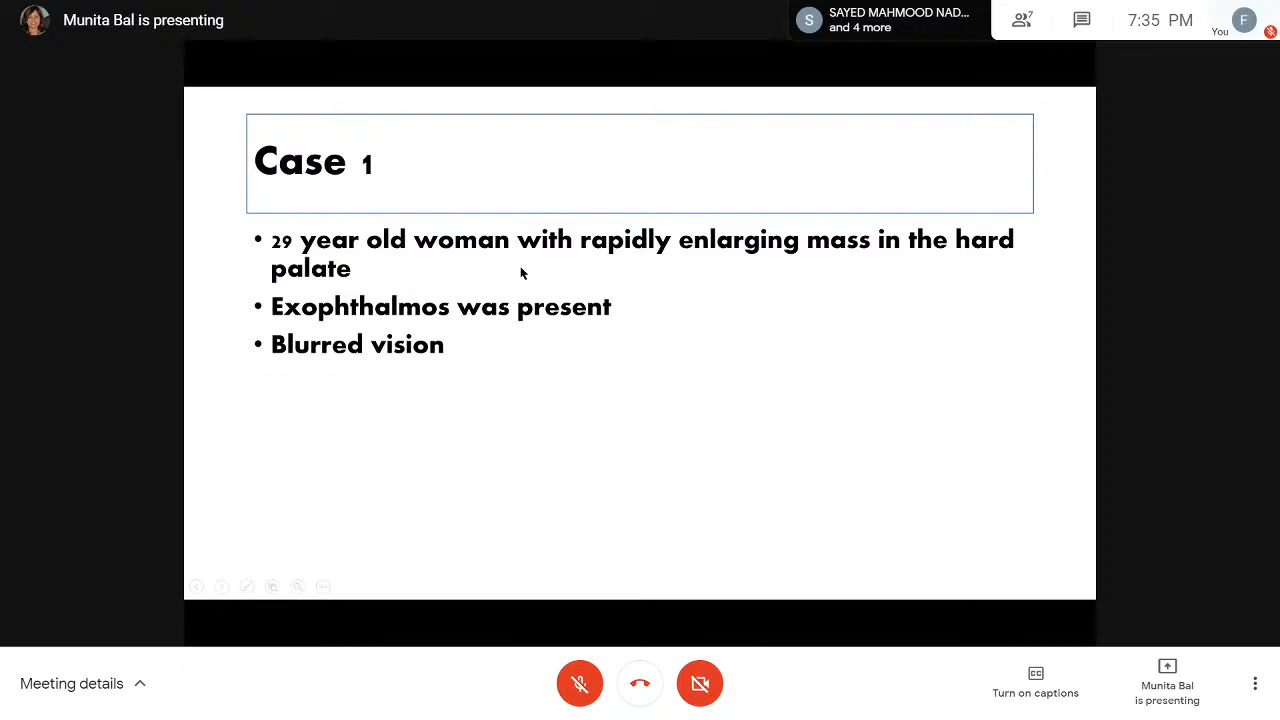 Munita Bal is presenting
SAYED MAHMOOD NAD...
and 4 more
7
7:35 PM
You
F
S
Case 1
• 29 year old woman with rapidly enlarging mass in the hard
palate
• Exophthalmos was present
• Blurred vision
Meeting details
CC
Turn on captions
Munita Bal
is presenting